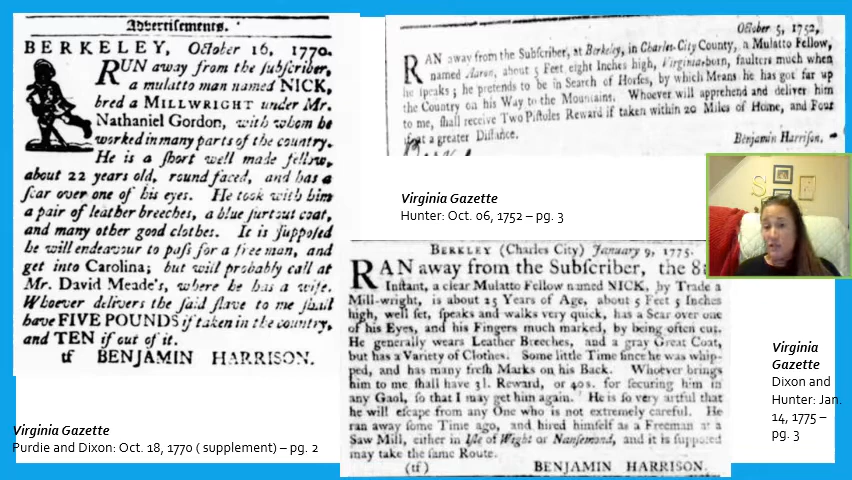 Advertisements.
BERKELEY, October 16, 1770.
RUN away from the subscriber,
a mulatto man named NICK,
bred a MILLWRIGHT under Mr.
Nathaniel Gordon, with whom he
worked in many parts of the country.
He is a short well made fellow,
about 22 years old, round faced, and has a
scar over one of his eyes. He took with him
a pair of leather breeches, a blue surtout coat,
and many other good clothes. It is supposed
he will endeavour to pass for a free man, and
get into Carolina; but will probably call at
Mr. David Meade's, where he has a wife.
Whoever delivers the said slave to me shall
have FIVE POUNDS if taken in the country,
and TEN if out of it.
tf BENJAMIN HARRISON.
Virginia Gazette
Purdie and Dixon: Oct. 18, 1770 ( supplement) – pg. 2
October 5, 1752,
RAN away from the Subscriber, at Berkeley, in Charles-City County, a Mulatto Fellow,
named Aaron, about 5 Feet eight Inches high, Virginia-born, faulters much when
he speaks; he pretends to be in Search of Horses, by which Means he has got far up
the Country on his Way to the Mountains. Whoever will apprehend and deliver him
to me, shall receive Two Pistoles Reward if taken within 20 Miles of Home, and Four
if at a greater Distance.
Benjamin Harrison.
Virginia Gazette
Hunter: Oct. 06, 1752 – pg. 3
BERKLEY (Charles City) January 9, 1775.
RAN away from the Subscriber, the 8th
Instant, a clear Mulatto Fellow named NICK, by Trade a
Mill-wright, is about 25 Years of Age, about 5 Feet 5 Inches
high, well set, speaks and walks very quick, has a Scar over one
of his Eyes, and his Fingers much marked, by being often cut.
He generally wears Leather Breeches, and a gray Great Coat,
but has a Variety of Clothes. Some little Time since he was whip-
ped, and has many fresh Marks on his Back. Whoever brings
him to me shall have 3l. Reward, or 40s. for securing him in
any Gaol, so that I may get him again. He is so very artful that
he will escape from any One who is not extremely careful. He
ran away some Time ago, and hired himself as a Freeman at a
Saw Mill, either in Isle of Wight or Nansemond, and it is supposed
may take the same Route.
(tf) BENJAMIN HARRISON.
Virginia
Gazette
Dixon and
Hunter: Jan.
14, 1775 –
pg. 3
S